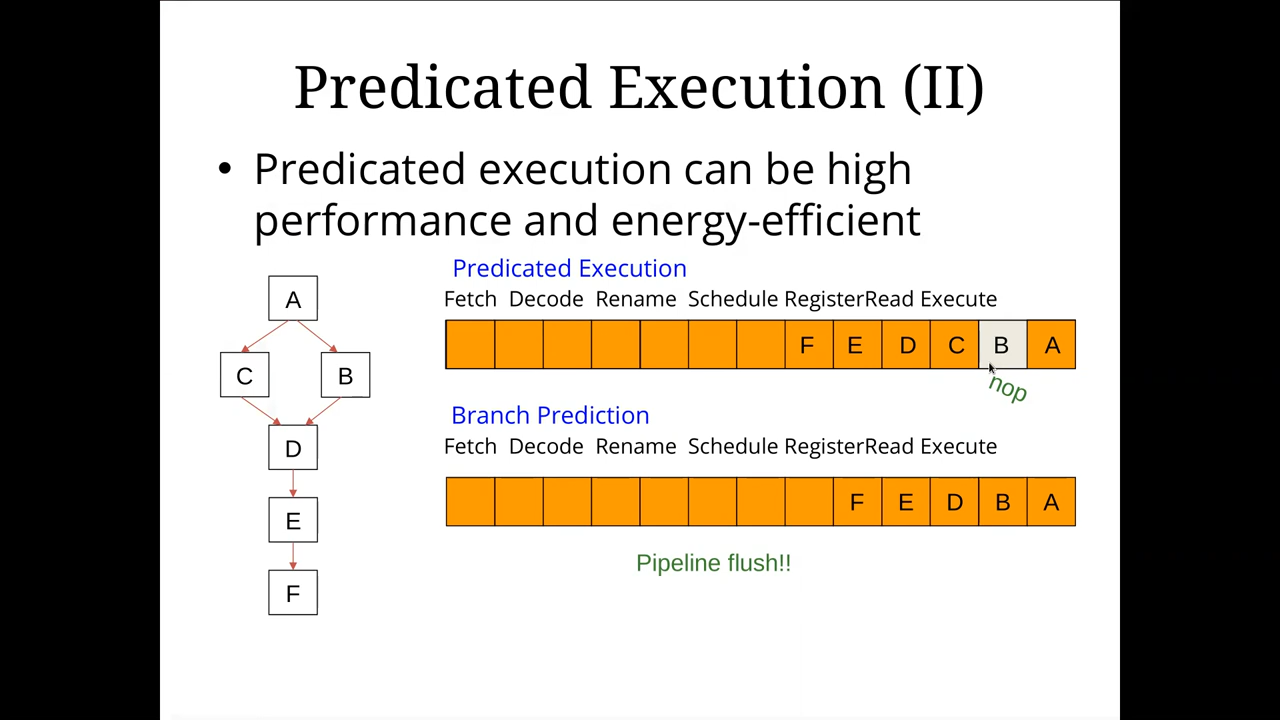 Predicated Execution (II)
• Predicated execution can be high
performance and energy-efficient
A
C B
D
E
F
Predicated Execution
Fetch Decode Rename Schedule RegisterRead Execute
F E D C B A
nop
Branch Prediction
Fetch Decode Rename Schedule RegisterRead Execute
F E D B A
Pipeline flush!!